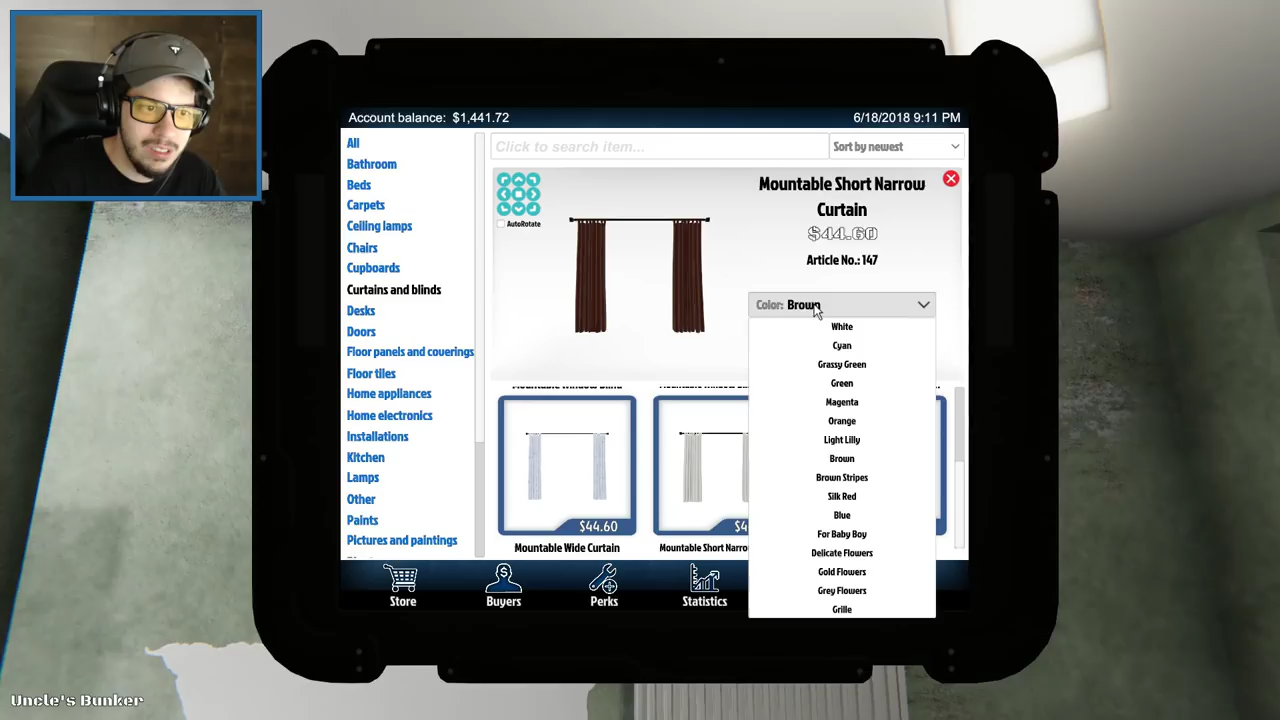 Account balance: $1,441.72
6/18/2018 9:11 PM
All
Bathroom
Beds
Carpets
Ceiling lamps
Chairs
Cupboards
Curtains and blinds
Desks
Doors
Floor panels and coverings
Floor tiles
Home appliances
Home electronics
Installations
Kitchen
Lamps
Other
Paints
Pictures and paintings
Click to search item...
Sort by newest
AutoRotate
Mountable Short Narrow
Curtain
$44.60
Article No.: 147
Color: Brown
White
Cyan
Grassy Green
Green
Magenta
Orange
Light Lilly
Brown
Brown Stripes
Silk Red
Blue
For Baby Boy
Delicate Flowers
Gold Flowers
Grey Flowers
Grille
$44.60
Mountable Wide Curtain
$4
Mountable Short Narro
Store
Buyers
Perks
Statistics
Uncle's Bunker